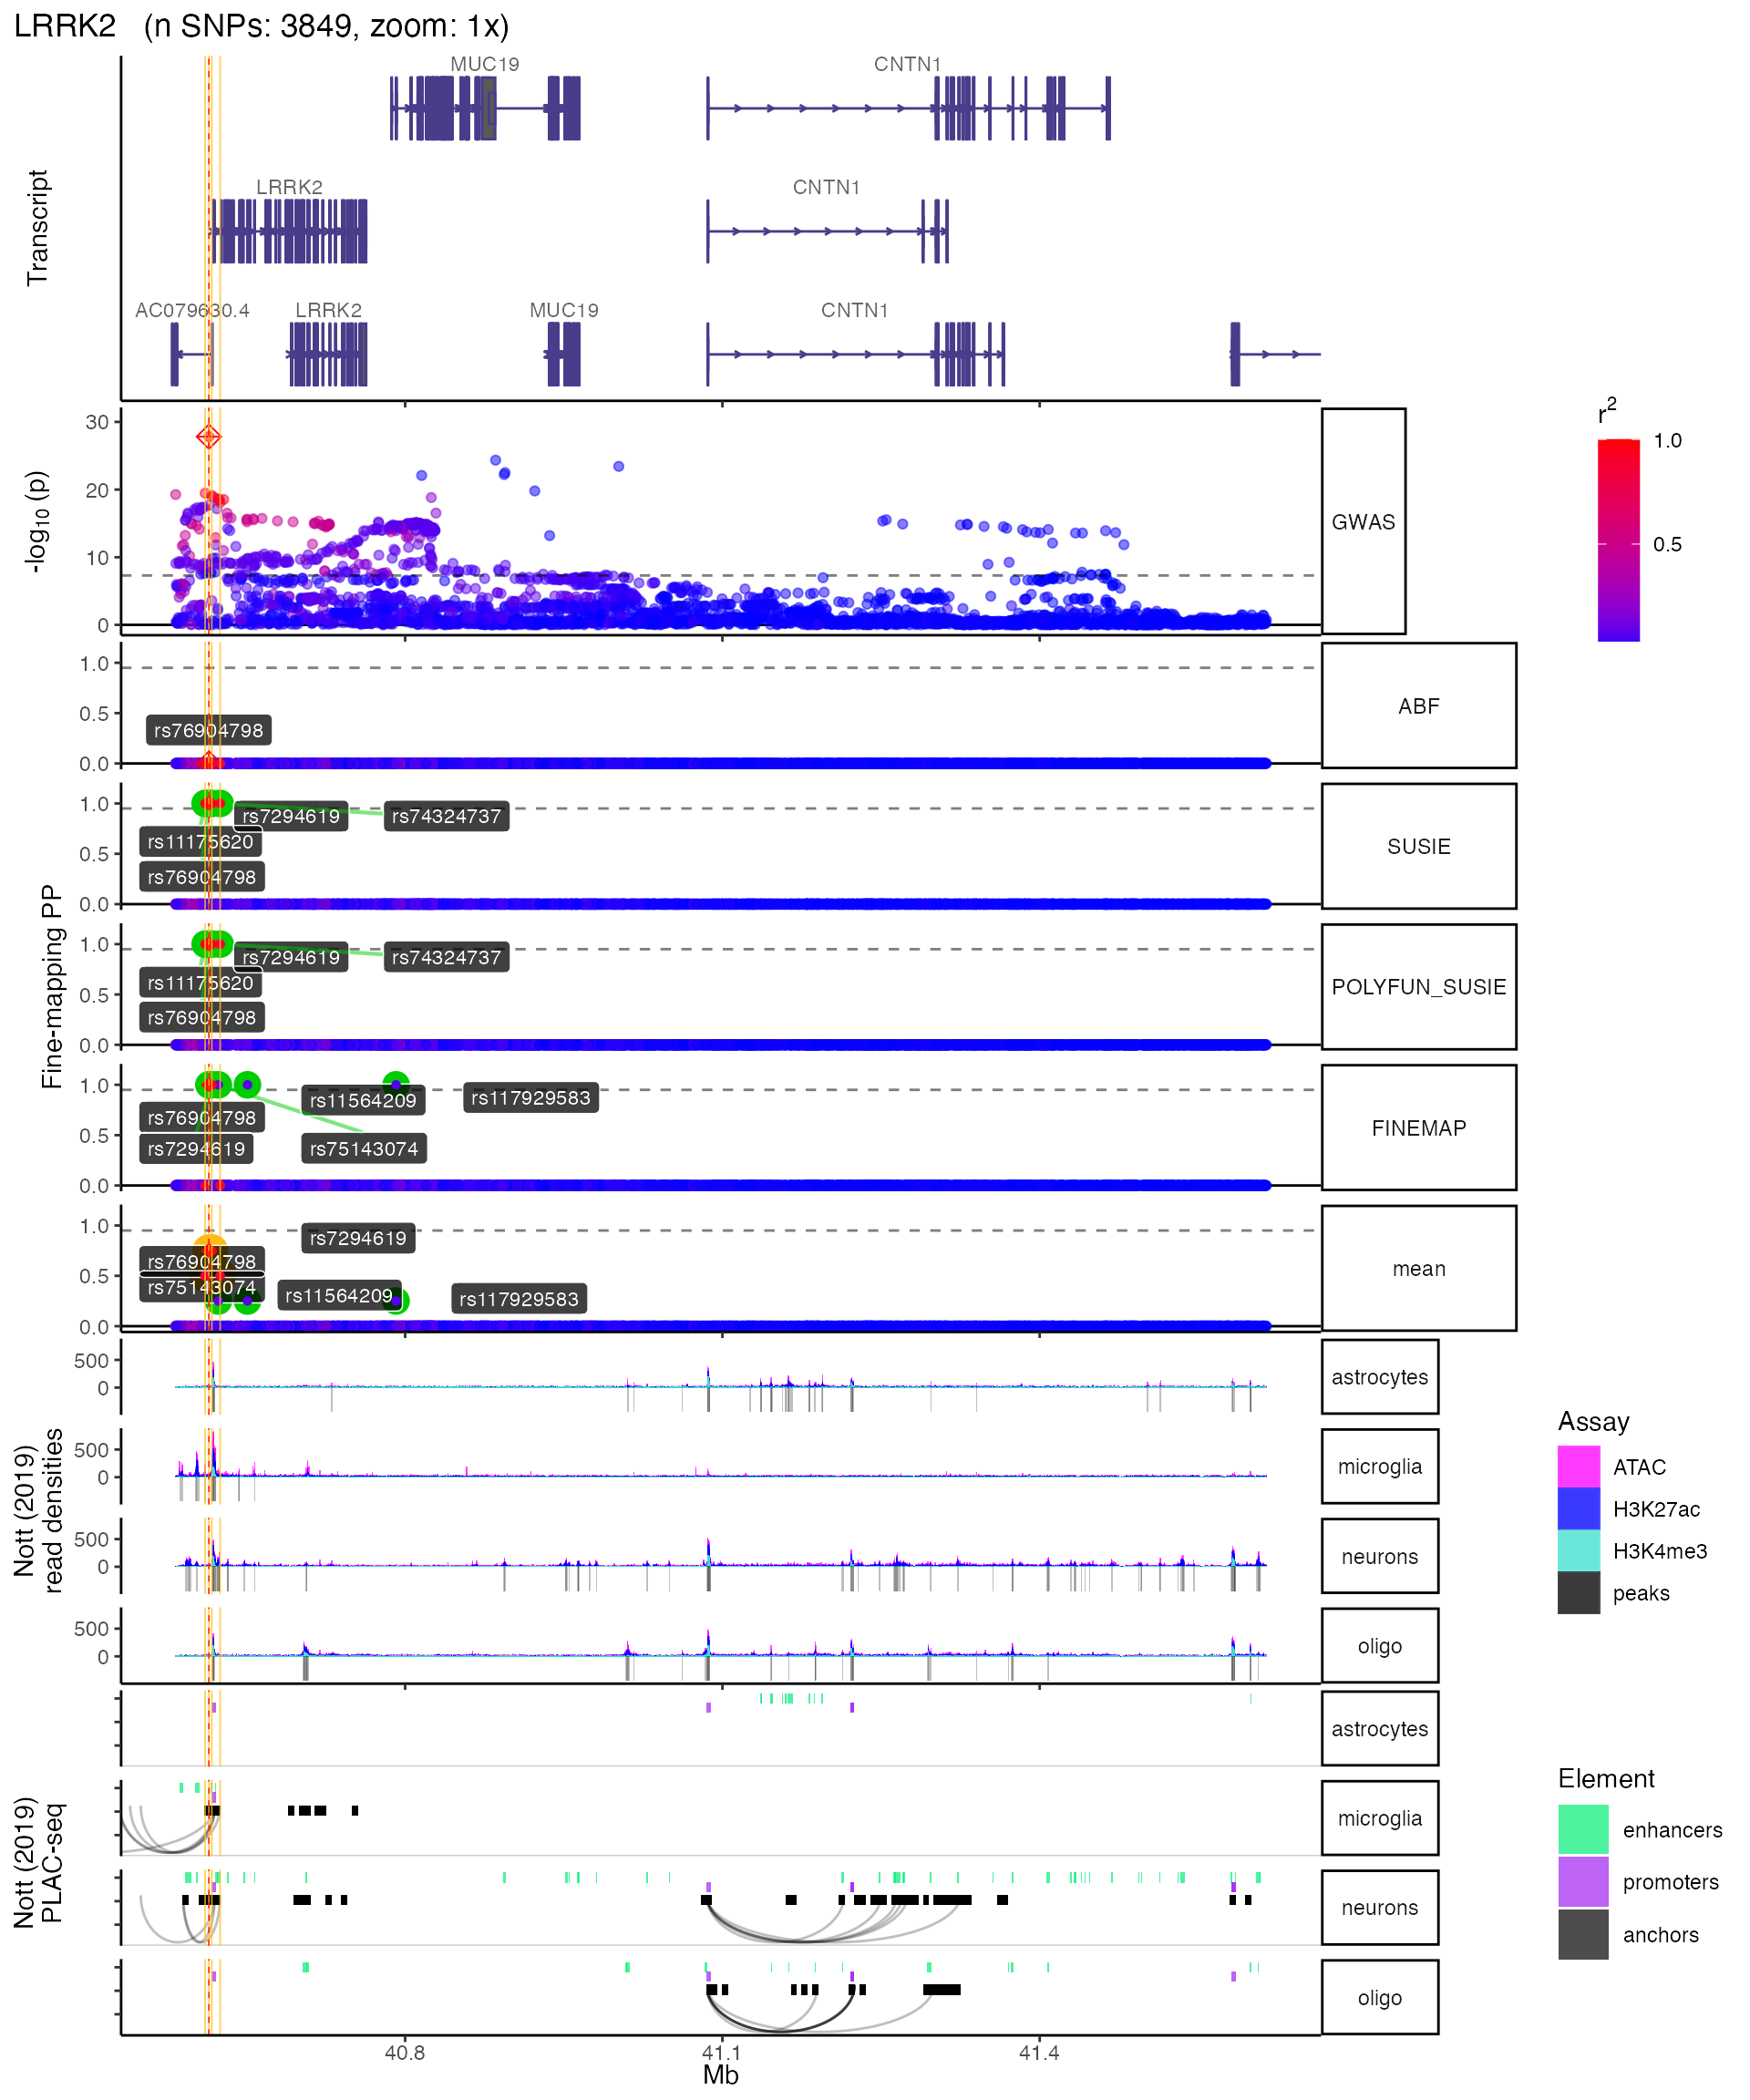 LRRK2 (n SNPs: 3849, zoom: 1x)
Transcript
MUC19
CNTN1
LRRK2
CNTN1
AC079630.4
LRRK2
MUC19
CNTN1
-log10 (p)
30
20
10
0
GWAS
r2
1.0
0.5
Fine-mapping PP
1.0
0.5
0.0
rs76904798
ABF
1.0
0.5
0.0
rs7294619
rs74324737
rs11175620
rs76904798
SUSIE
1.0
0.5
0.0
rs7294619
rs74324737
rs11175620
rs76904798
POLYFUN_SUSIE
1.0
0.5
0.0
rs11564209
rs117929583
rs76904798
rs7294619
rs75143074
FINEMAP
1.0
0.5
0.0
rs7294619
rs76904798
rs75143074
rs11564209
rs117929583
mean
Nott (2019)
read densities
500
0
astrocytes
500
0
microglia
500
0
neurons
500
0
oligo
Assay
ATAC
H3K27ac
H3K4me3
peaks
Nott (2019)
PLAC-seq
astrocytes
microglia
neurons
oligo
Element
enhancers
promoters
anchors
40.8
41.1
41.4
Mb